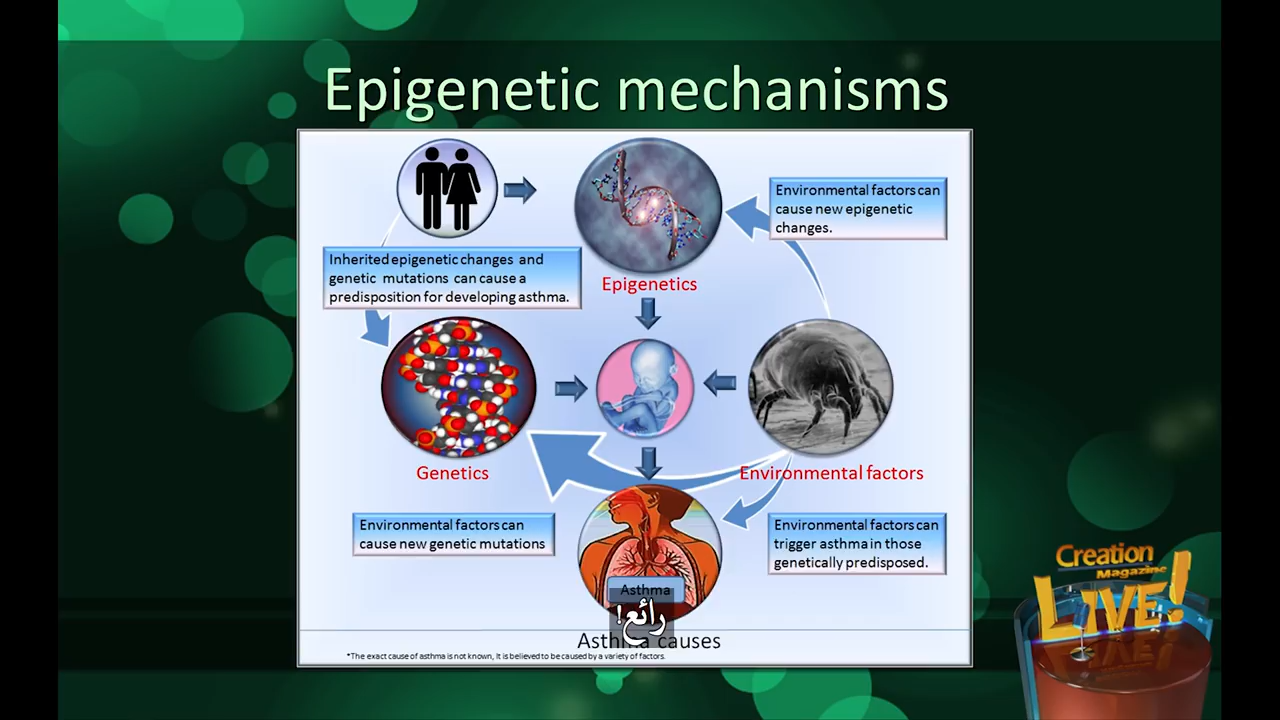 Epigenetic mechanisms
Environmental factors can
cause new epigenetic
changes.
Inherited epigenetic changes and
genetic mutations can cause a
predisposition for developing asthma.
Epigenetics
Genetics
Environmental factors
Environmental factors can
cause new genetic mutations
Environmental factors can
trigger asthma in those
genetically predisposed.
Asthma
رائع!
Asthma causes
*The exact cause of asthma is not known, It is believed to be caused by a variety of factors.
Creation
Magazine
LIVE!